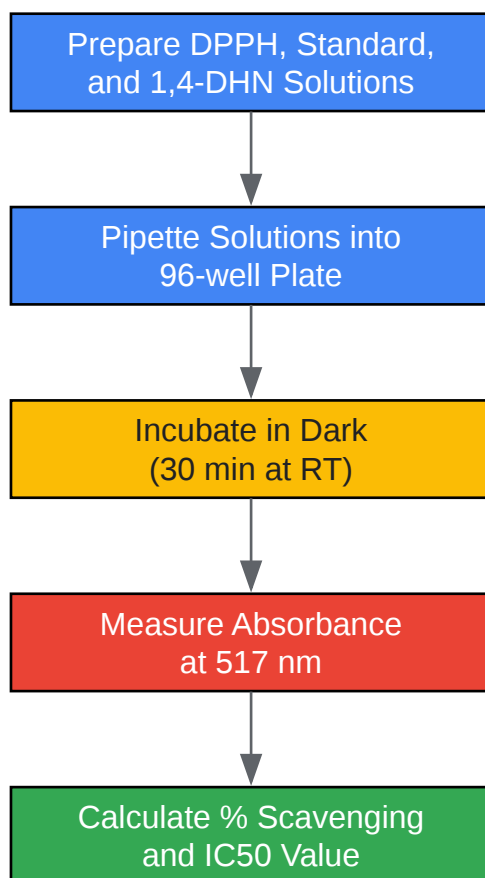 Prepare DPPH, Standard,
and 1,4-DHN Solutions
Pipette Solutions into
96-well Plate
Incubate in Dark
(30 min at RT)
Measure Absorbance
at 517 nm
Calculate % Scavenging
and IC50 Value